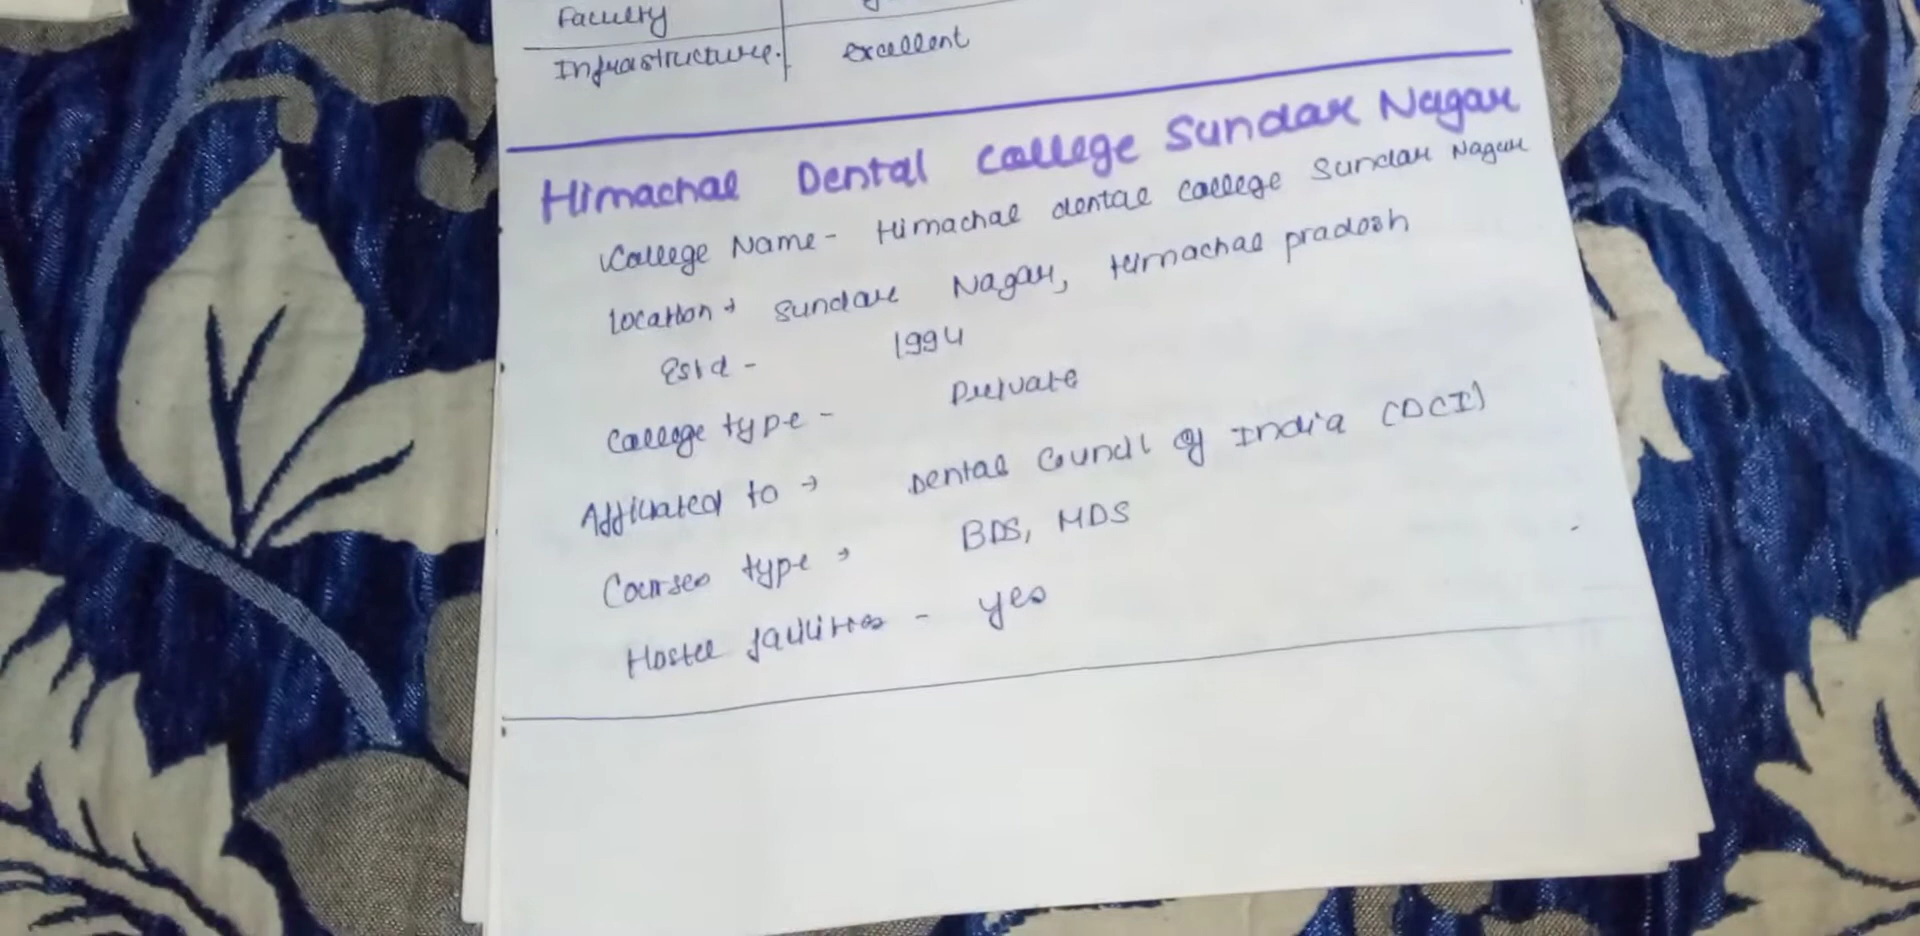 Faculty
Infrastructure. excellent
Himachal Dental College Sundar Nagar
College Name - Himachal dental College Sundar Nagar
location → Sundar Nagar, Himachal pradesh
Estd - 1994
College type - Private
Affiliated to → Dental Council of India (DCI)
Courses type → BDS, MDS
Hostel facilities - yes